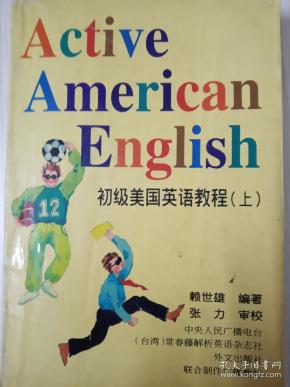 Active
American
English
初级美国英语教程(上)
12
赖世雄 编著
张力 审校
中央人民广播电台
(台湾)常春藤解析英语杂志社
外文出版社
联合制作